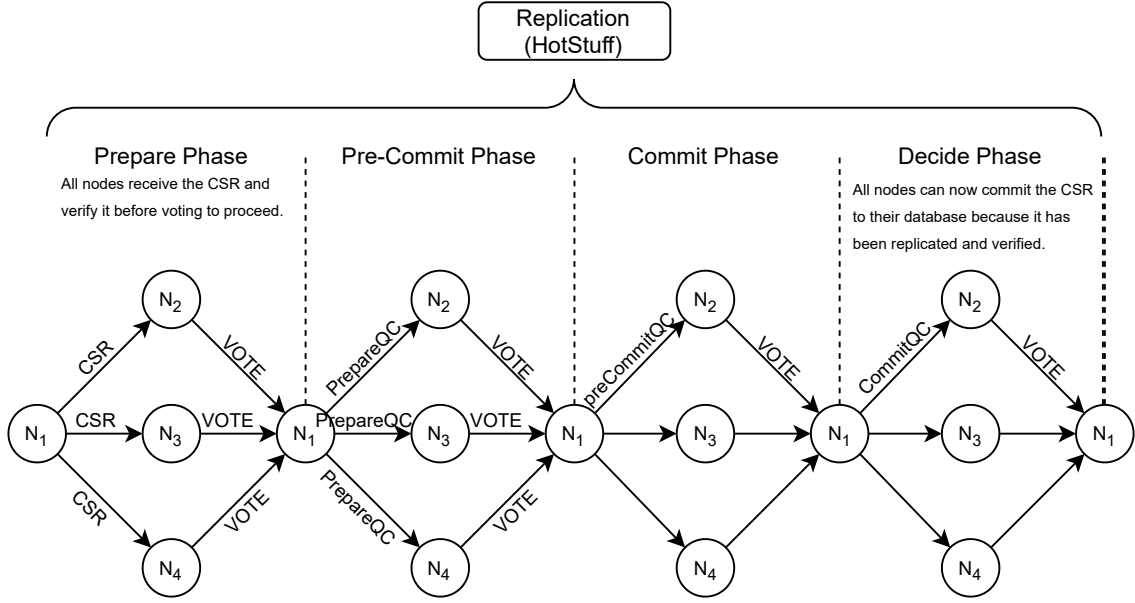 Replication
(HotStuff)
Prepare Phase
Pre-Commit Phase
Commit Phase
Decide Phase
All nodes receive the CSR and
verify it before voting to proceed.
All nodes can now commit the CSR
to their database because it has
been replicated and verified.
N2
N2
N2
N2
CSR
VOTE
PrepareQC
VOTE
preCommitQC
VOTE
CommitQC
VOTE
N1
CSR
N3
VOTE
N1
PrepareQC
N3
VOTE
N1
N3
N1
N3
N1
CSR
VOTE
PrepareQC
VOTE
N4
N4
N4
N4